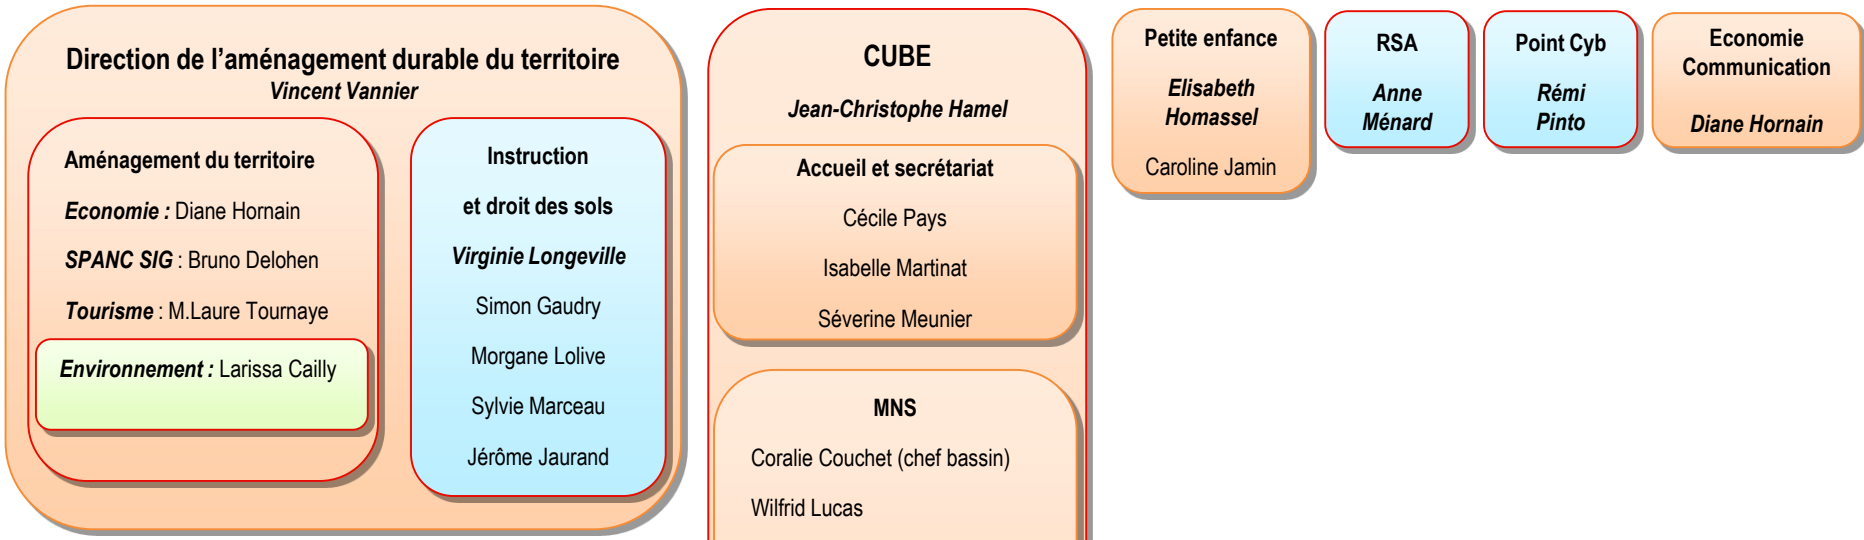 Direction de l’aménagement durable du territoire
Vincent Vannier
Aménagement du territoire
Economie : Diane Hornain
SPANC SIG : Bruno Delohen
Tourisme : M.Laure Tournaye
Environnement : Larissa Cailly
Instruction
et droit des sols
Virginie Longeville
Simon Gaudry
Morgane Lolive
Sylvie Marceau
Jérôme Jaurand
CUBE
Jean-Christophe Hamel
Accueil et secrétariat
Cécile Pays
Isabelle Martinat
Séverine Meunier
MNS
Coralie Couchet (chef bassin)
Wilfrid Lucas
Petite enfance
Elisabeth
Homassel
Caroline Jamin
RSA
Anne
Ménard
Point Cyb
Rémi
Pinto
Economie
Communication
Diane Hornain